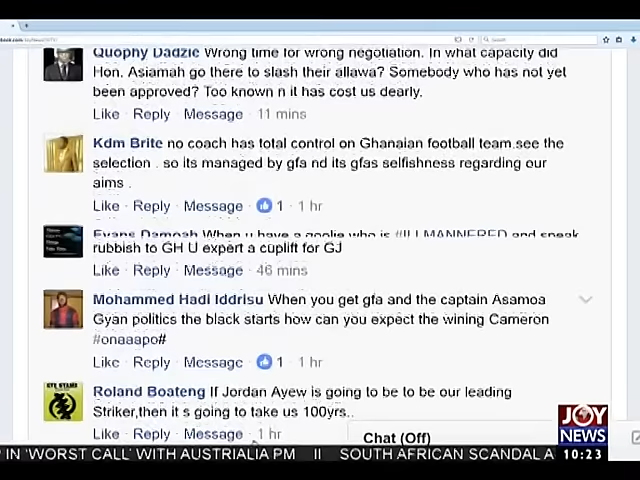 Quophy Dadzie Wrong time for wrong negotiation. In what capacity did
Hon, Asiamah go there to slash their allawa? Somebody who has not yet
been approved? Too known n it has cost us dearly.
Like · Reply · Message · 11 mins
Kdm Brite no coach has total control on Ghanaian football team.see the
selection . so its managed by gfa nd its gfas selfishness regarding our
aims .
Like · Reply · Message · 1 · 1 hr
Evans Damoah When u have a goolie who is #ILLMANNERED and speak
rubbish to GH U expert a cuplift for GJ
Like · Reply · Message · 46 mins
Mohammed Hadi Iddrisu When you get gfa and the captain Asamoa
Gyan politics the black starts how can you expect the wining Cameron
#onaaapo#
Like · Reply · Message · 1 · 1 hr
Roland Boateng If Jordan Ayew is going to be to be our leading
Striker,then it s going to take us 100yrs..
Like · Reply · Message · 1 hr
Chat (Off)
JOY
NEWS
P IN 'WORST CALL' WITH AUSTRIALIA PM II SOUTH AFRICAN SCANDAL A
10:23